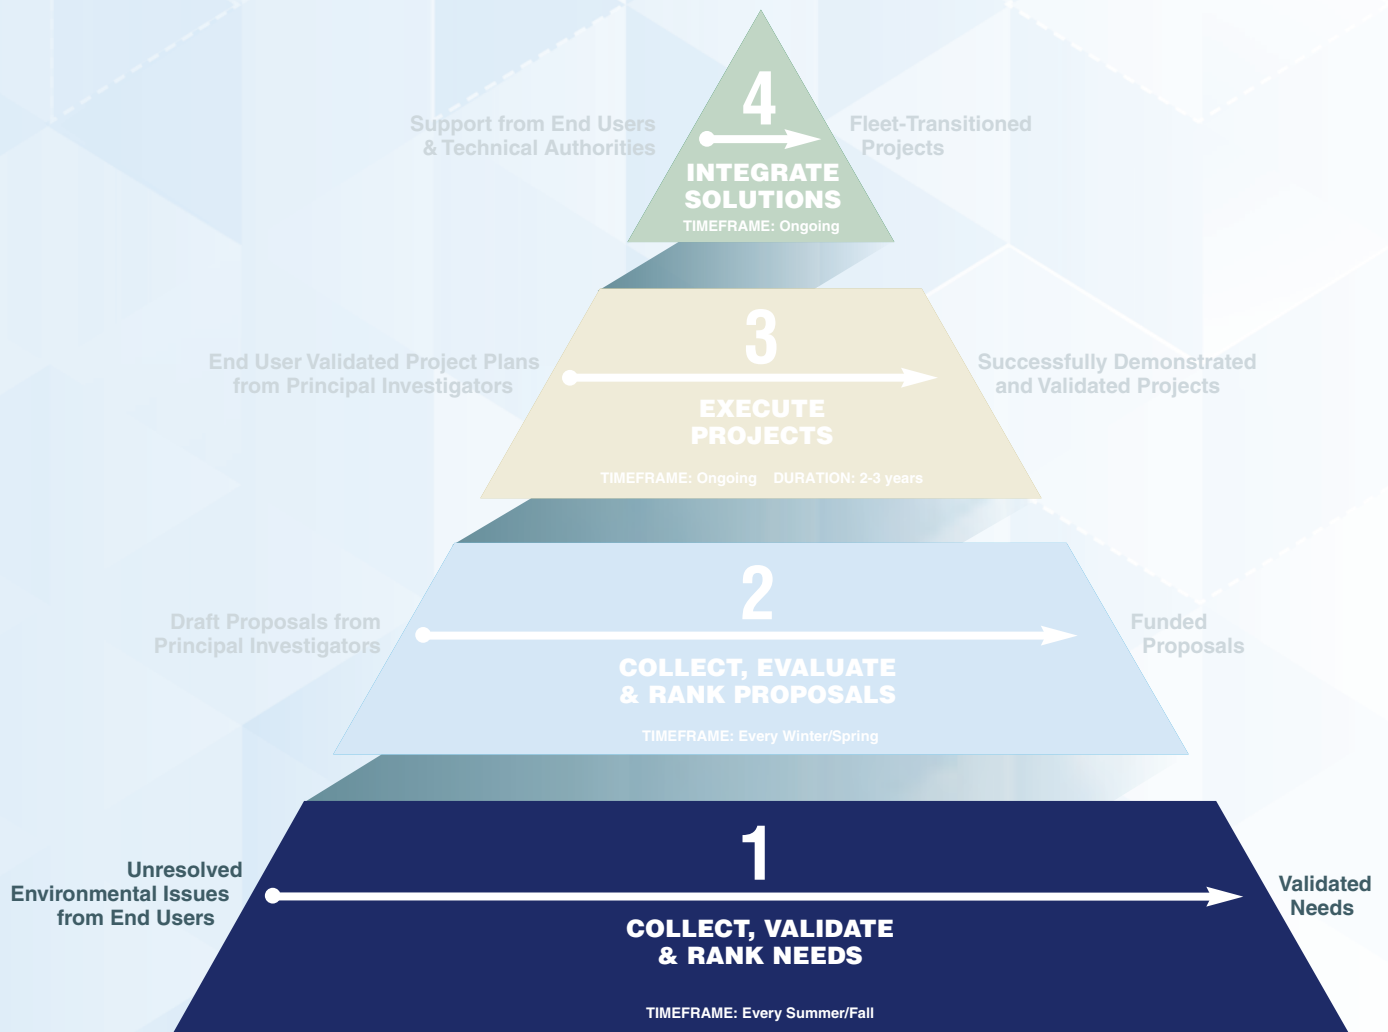 4
Support from End Users
& Technical Authorities
Fleet-Transitioned
Projects
INTEGRATE
SOLUTIONS
TIMEFRAME: Ongoing
3
End User Validated Project Plans
from Principal Investigators
Successfully Demonstrated
and Validated Projects
EXECUTE
PROJECTS
TIMEFRAME: Ongoing DURATION: 2-3 years
2
Draft Proposals from
Principal Investigators
Funded
Proposals
COLLECT, EVALUATE
& RANK PROPOSALS
TIMEFRAME: Every Winter/Spring
1
Unresolved
Environmental Issues
from End Users
Validated
Needs
COLLECT, VALIDATE
& RANK NEEDS
TIMEFRAME: Every Summer/Fall